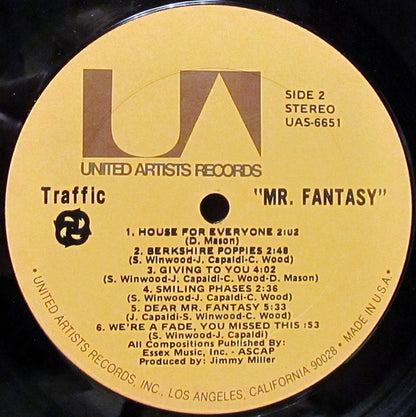 UA
SIDE 2
STEREO
UAS-6651
UNITED ARTISTS RECORDS
Traffic
"MR. FANTASY"
1. HOUSE FOR EVERYONE 2:02
(D. Mason)
2. BERKSHIRE POPPIES 2:48
(S. Winwood-J. Capaldi-C. Wood)
3. GIVING TO YOU 4:02
(S. Winwood-J. Capaldi-C. Wood-D. Mason)
4. SMILING PHASES 2:36
(S. Winwood-J. Capaldi-C. Wood)
5. DEAR MR. FANTASY 5:33
(J. Capaldi-S. Winwood-C. Wood)
6. WE'RE A FADE, YOU MISSED THIS :53
(S. Winwood-J. Capaldi)
All Compositions Published By:
Essex Music, Inc. - ASCAP
Produced by: Jimmy Miller
• UNITED ARTISTS RECORDS, INC., LOS ANGELES, CALIFORNIA 90028 • MADE IN U.S.A. •